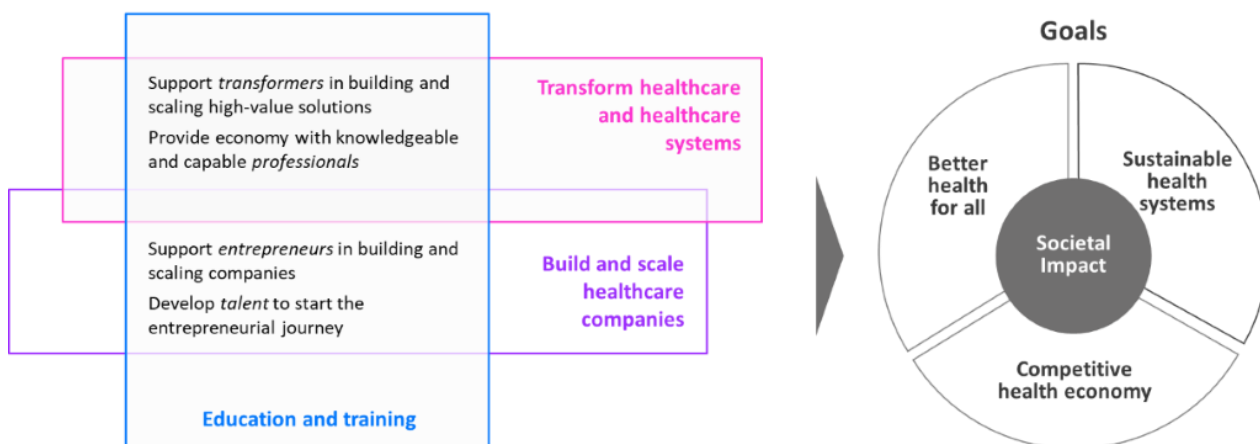 Support transformers in building and
scaling high-value solutions
Provide economy with knowledgeable
and capable professionals
Transform healthcare
and healthcare
systems
Support entrepreneurs in building and
scaling companies
Develop talent to start the
entrepreneurial journey
Build and scale
healthcare
companies
Education and training
Goals
Better
health
for all
Sustainable
health
systems
Societal
Impact
Competitive
health economy